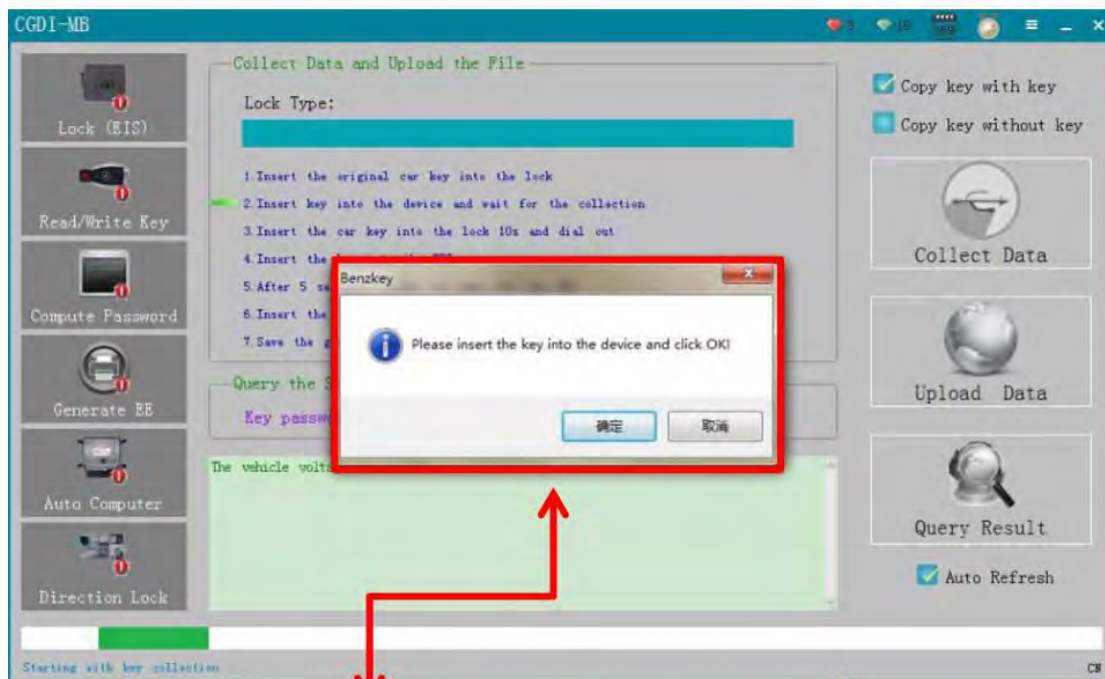 CGDI-MB
Collect Data and Upload the File
Lock Type:
1.Insert the original car key into the lock
2.Insert key into the device and wait for the collection
3.Insert the car key into the lock 10s and dial out
4.Insert the
5.After 5
6.Insert the
7.Save the
Benzkey
Please insert the key into the device and click OK!
确定
取消
Query the
Key
The vehicle
Lock (EIS)
Read/Write Key
Compute Password
Generate EE
Auto Computer
Direction Lock
Copy key with key
Copy key without key
Collect Data
Upload Data
Query Result
Auto Refresh
Starting with key collection
CN